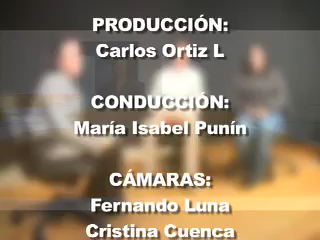 PRODUCCIÓN:
Carlos Ortiz L
CONDUCCIÓN:
María Isabel Punín
CÁMARAS:
Fernando Luna
Cristina Cuenca